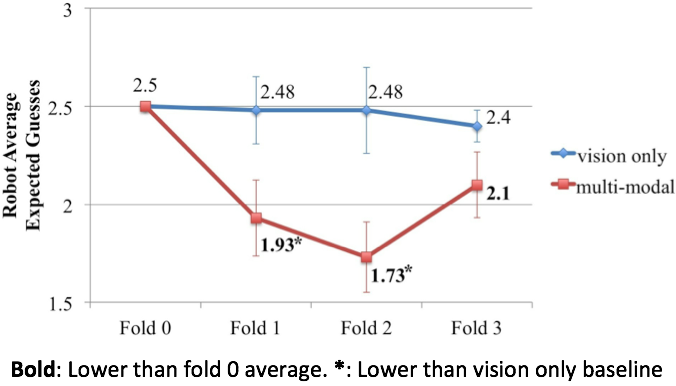 3
2.5
2.48
2.48
2.4
2.5
Robot Average
Expected Guesses
vision only
multi-modal
2
2.1
1.93*
1.73*
1.5
Fold 0
Fold 1
Fold 2
Fold 3
Bold: Lower than fold 0 average. *: Lower than vision only baseline